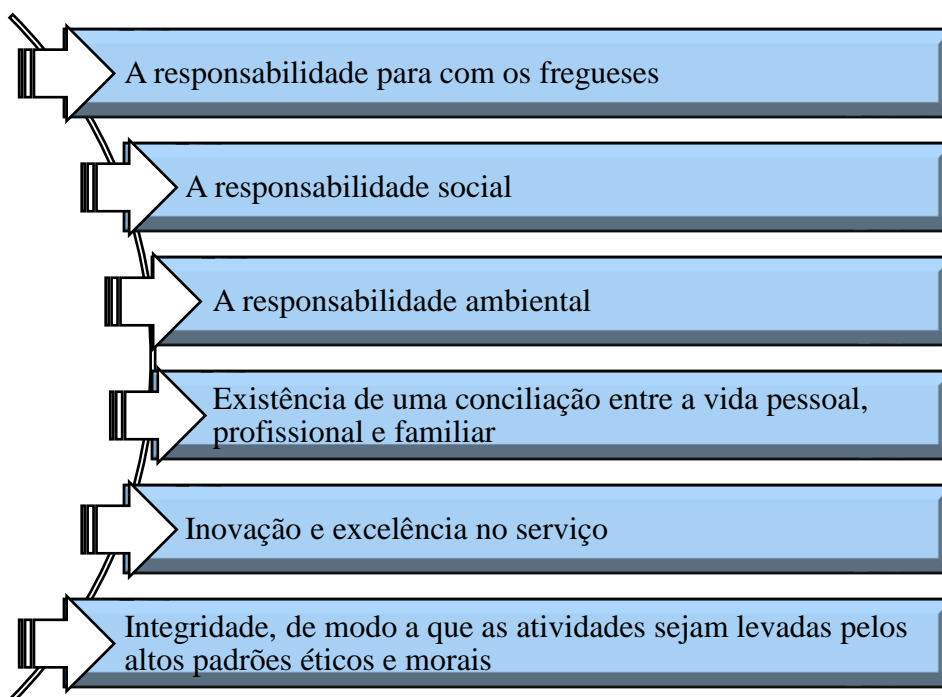 A responsabilidade para com os fregueses
A responsabilidade social
A responsabilidade ambiental
Existência de uma conciliação entre a vida pessoal,
profissional e familiar
Inovação e excelência no serviço
Integridade, de modo a que as atividades sejam levadas pelos
altos padrões éticos e morais